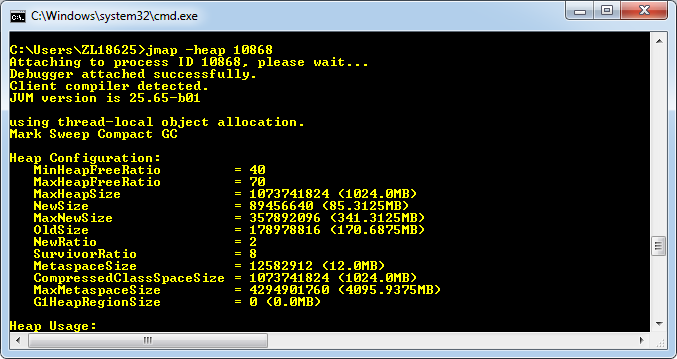 C:\Windows\system32\cmd.exe
C:\Users\ZL18625>jmap -heap 10868
Attaching to process ID 10868, please wait...
Debugger attached successfully.
Client compiler detected.
JVM version is 25.65-b01
using thread-local object allocation.
Mark Sweep Compact GC
Heap Configuration:
MinHeapFreeRatio = 40
MaxHeapFreeRatio = 70
MaxHeapSize = 1073741824 (1024.0MB)
NewSize = 89456640 (85.3125MB)
MaxNewSize = 357892096 (341.3125MB)
OldSize = 178978816 (170.6875MB)
NewRatio = 2
SurvivorRatio = 8
MetaspaceSize = 12582912 (12.0MB)
CompressedClassSpaceSize = 1073741824 (1024.0MB)
MaxMetaspaceSize = 4294901760 (4095.9375MB)
G1HeapRegionSize = 0 (0.0MB)
Heap Usage: